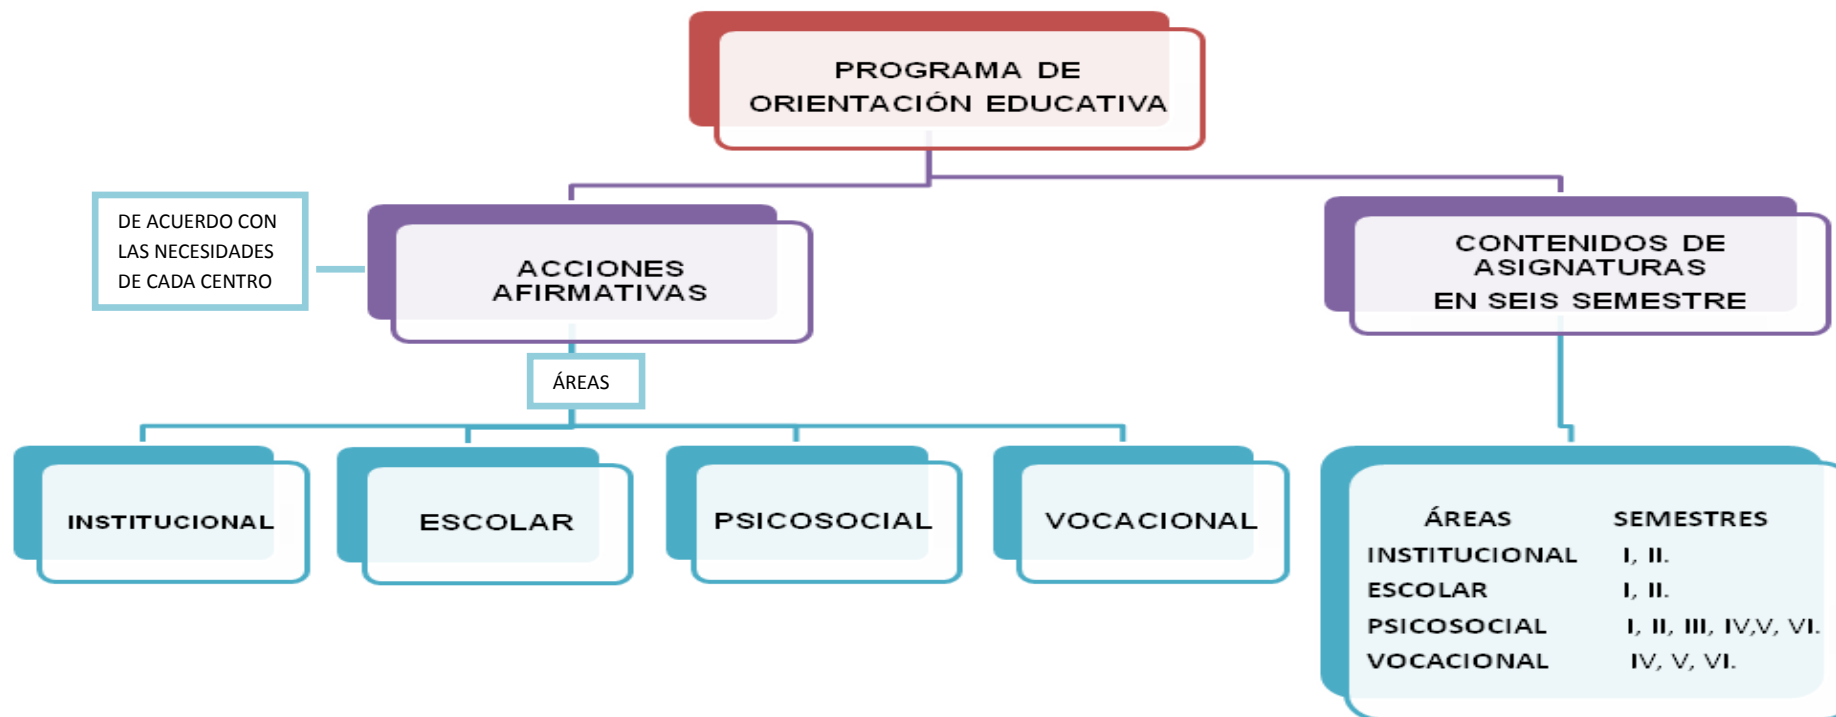 PROGRAMA DE
ORIENTACIÓN EDUCATIVA
DE ACUERDO CON
LAS NECESIDADES
DE CADA CENTRO
ACCIONES
AFIRMATIVAS
CONTENIDOS DE
ASIGNATURAS
EN SEIS SEMESTRE
ÁREAS
INSTITUCIONAL
ESCOLAR
PSICOSOCIAL
VOCACIONAL
ÁREAS SEMESTRES
INSTITUCIONAL I, II.
ESCOLAR I, II.
PSICOSOCIAL I, II, III, IV,V, VI.
VOCACIONAL IV, V, VI.